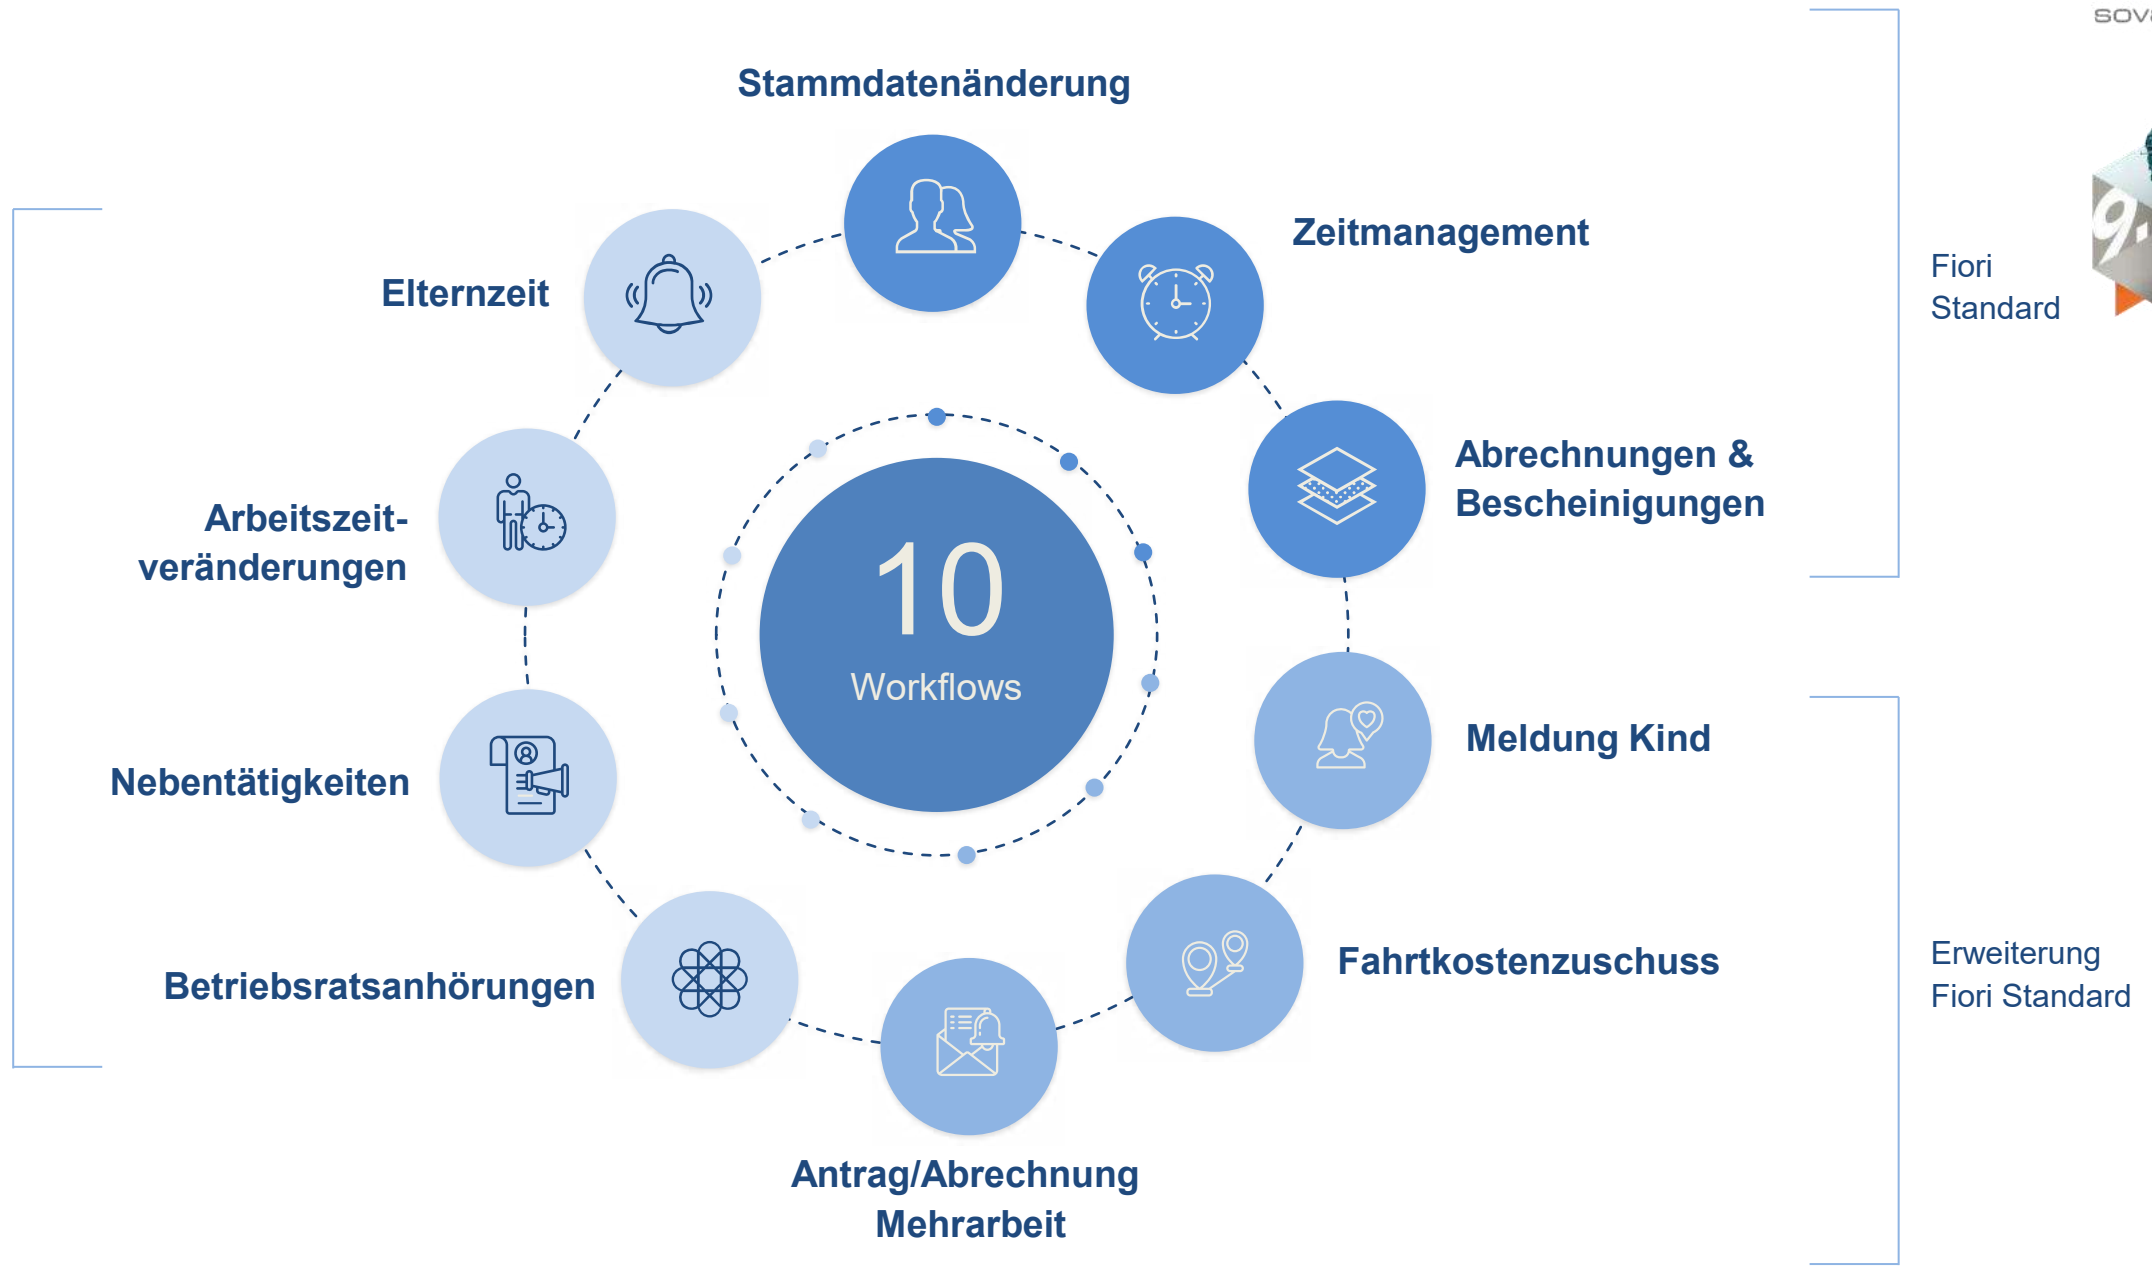 Stammdatenänderung
Zeitmanagement
Elternzeit
Fiori
Standard
Abrechnungen &
Bescheinigungen
Arbeitszeit-
veränderungen
10
Workflows
Meldung Kind
Nebentätigkeiten
Fahrtkostenzuschuss
Betriebsratsanhörungen
Erweiterung
Fiori Standard
Antrag/Abrechnung
Mehrarbeit